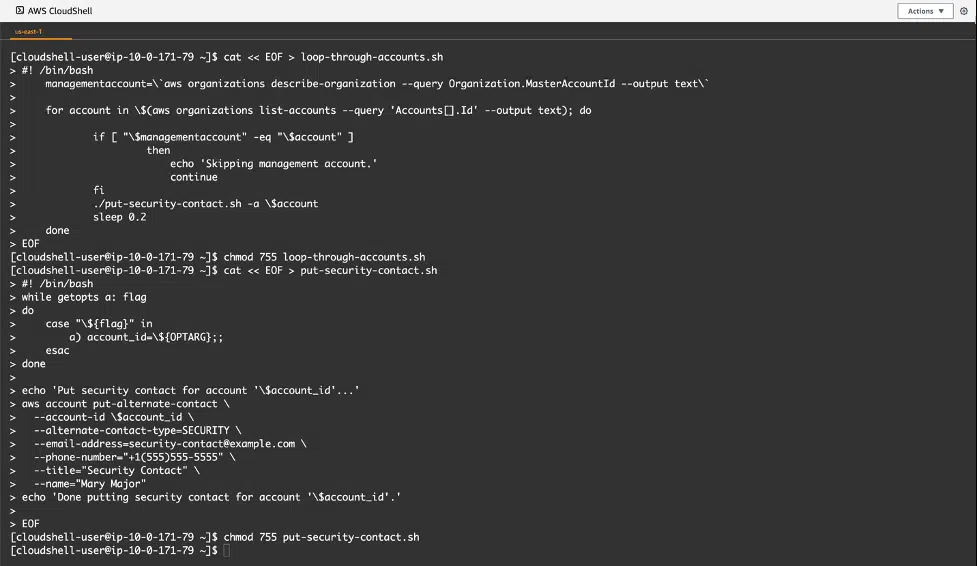 AWS CloudShell
Actions ▼
us-east-1
[cloudshell-user@ip-10-0-171-79 ~]$ cat << EOF > loop-through-accounts.sh
> #! /bin/bash
>     managementaccount=\`aws organizations describe-organization --query Organization.MasterAccountId --output text\`
>
>     for account in \$(aws organizations list-accounts --query 'Accounts[].Id' --output text); do
>
>             if [ "\$managementaccount" -eq "\$account" ]
>                      then
>                          echo 'Skipping management account.'
>                          continue
>             fi
>             ./put-security-contact.sh -a \$account
>             sleep 0.2
>     done
> EOF
[cloudshell-user@ip-10-0-171-79 ~]$ chmod 755 loop-through-accounts.sh
[cloudshell-user@ip-10-0-171-79 ~]$ cat << EOF > put-security-contact.sh
> #! /bin/bash
> while getopts a: flag
> do
>     case "\${flag}" in
>         a) account_id=\${OPTARG};;
>     esac
> done
>
> echo 'Put security contact for account '\$account_id'...'
> aws account put-alternate-contact \
>   --account-id \$account_id \
>   --alternate-contact-type=SECURITY \
>   --email-address=security-contact@example.com \
>   --phone-number="+1(555)555-5555" \
>   --title="Security Contact" \
>   --name="Mary Major"
> echo 'Done putting security contact for account '\$account_id'.'
>
> EOF
[cloudshell-user@ip-10-0-171-79 ~]$ chmod 755 put-security-contact.sh
[cloudshell-user@ip-10-0-171-79 ~]$